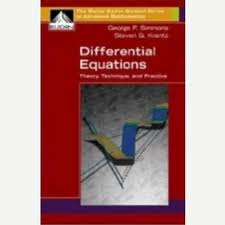 The Walter Rudin Student Series
in Advanced Mathematics
George F. Simmons
Steven G. Krantz
Differential
Equations
Theory, Technique, and Practice